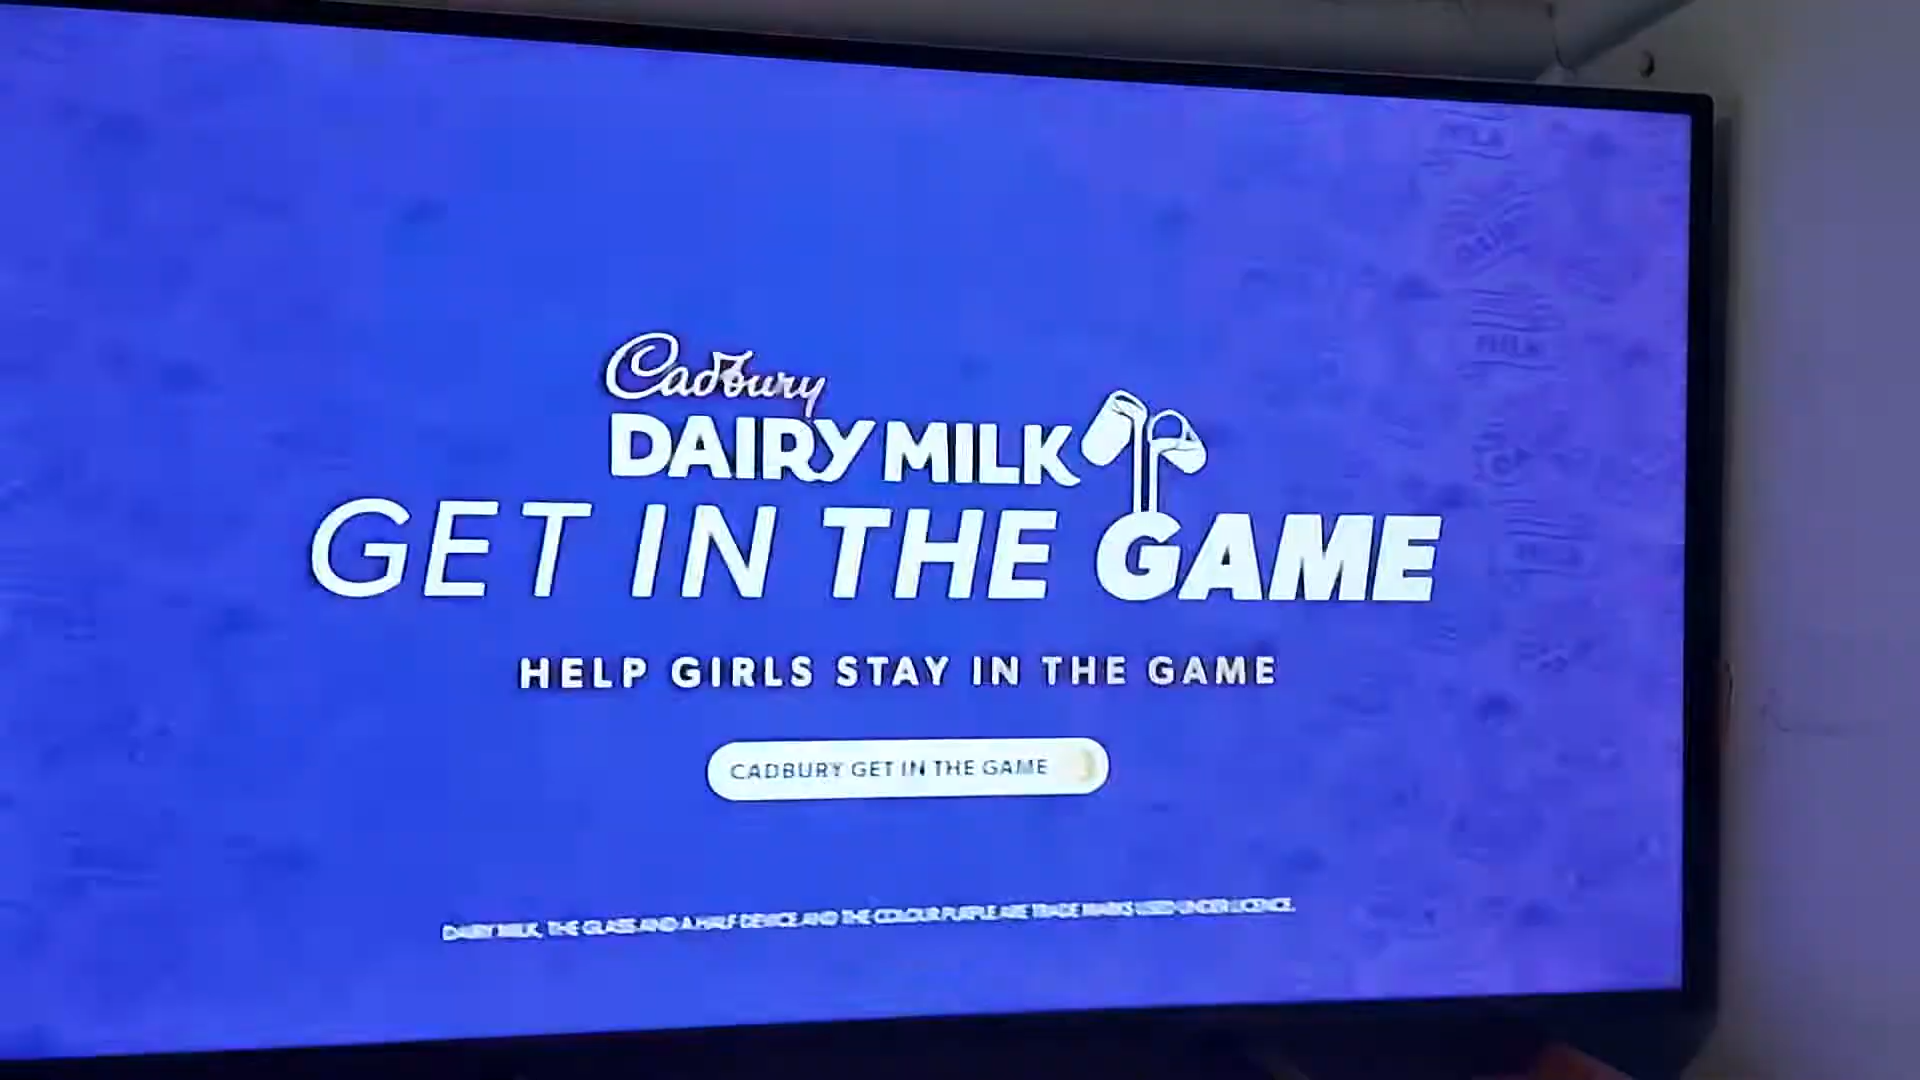 Cadbury
DAIRY MILK
GET IN THE GAME
HELP GIRLS STAY IN THE GAME
CADBURY GET IN THE GAME
DAIRY MILK, THE GLASS AND A HALF DEVICE AND THE COLOUR PURPLE ARE TRADE MARKS USED UNDER LICENCE.